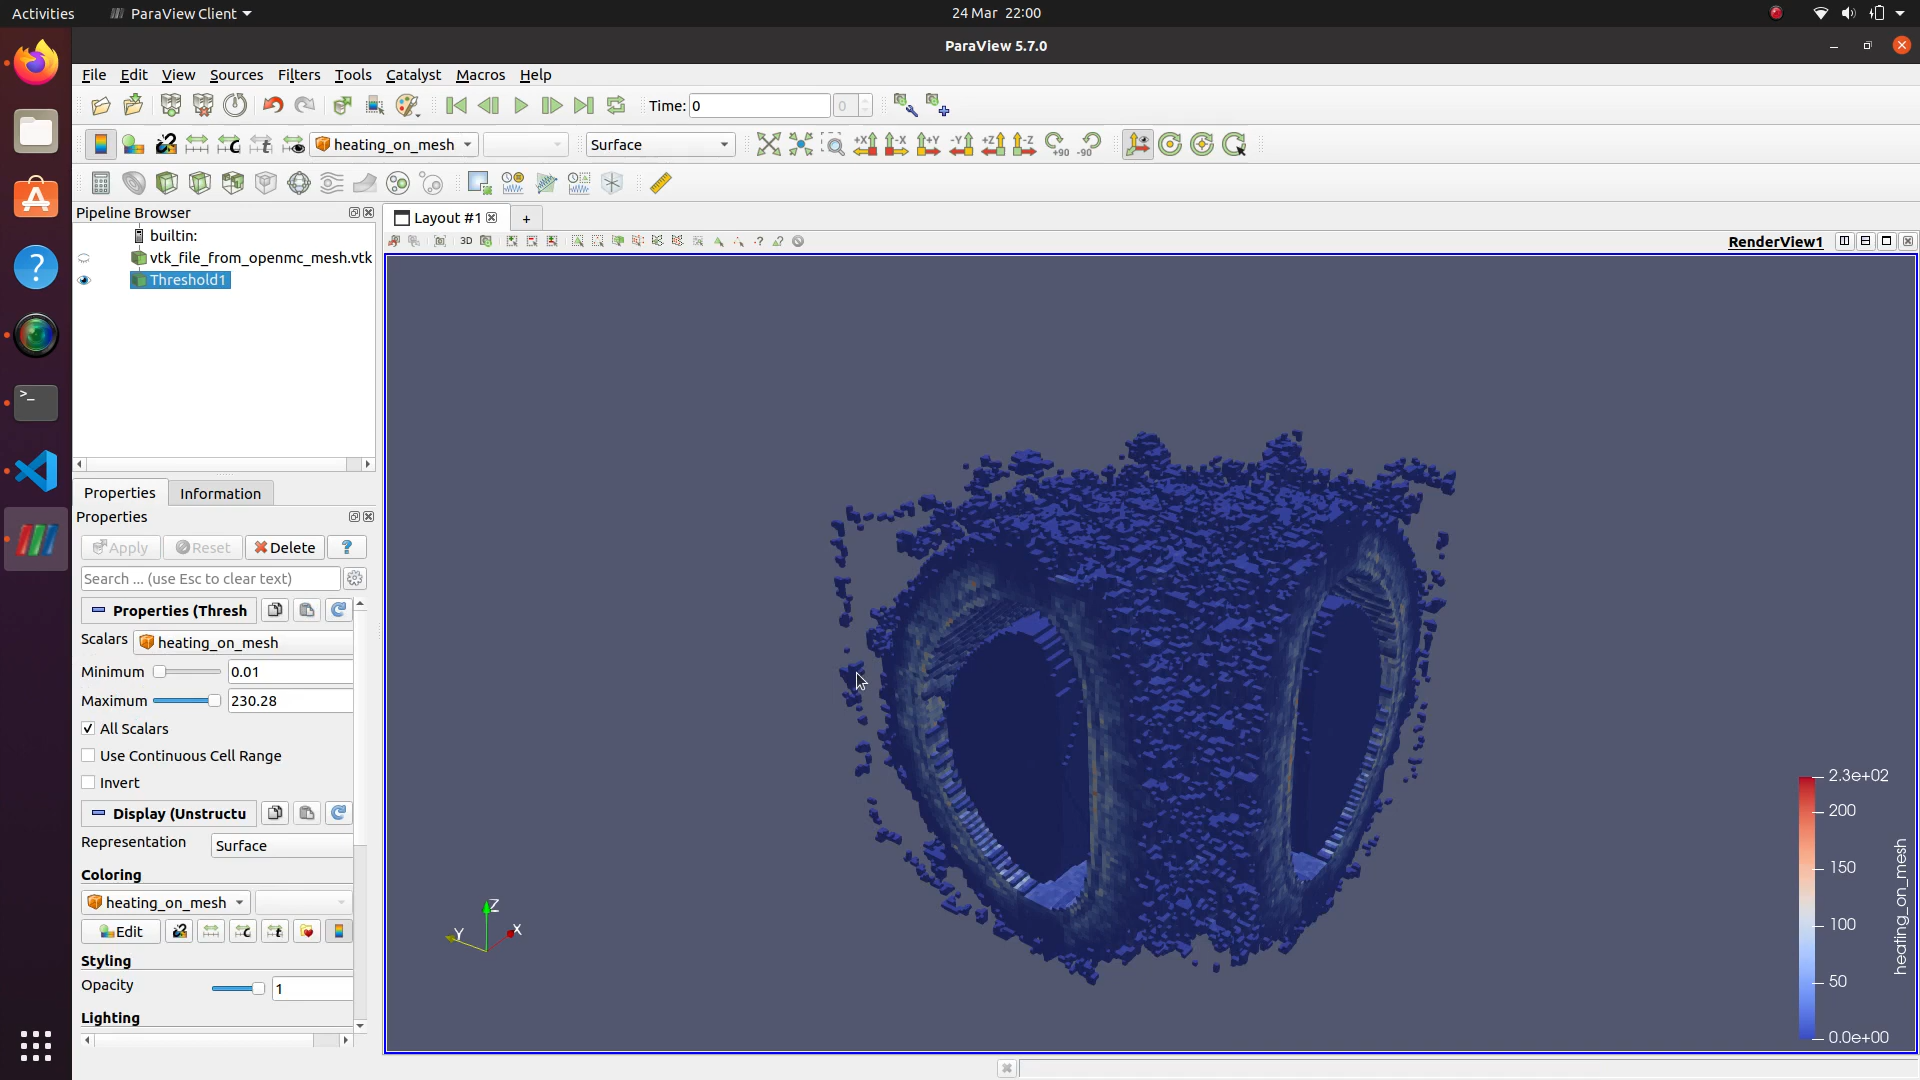 Activities
ParaView Client
24 Mar 22:00
ParaView 5.7.0
File Edit View Sources Filters Tools Catalyst Macros Help
Time: 0 0
heating_on_mesh Surface +X -X +Y -Y +Z -Z +90 -90
Pipeline Browser
Layout #1 +
builtin:
3D
RenderView1
vtk_file_from_openmc_mesh.vtk
Threshold1
Properties Information
Properties
Apply Reset Delete ?
Search ... (use Esc to clear text)
Properties (Thresh
Scalars heating_on_mesh
Minimum 0.01
Maximum 230.28
All Scalars
Use Continuous Cell Range
Invert
Display (Unstructu
Representation Surface
Coloring
heating_on_mesh
Edit
Styling
Opacity 1
Lighting
Z
Y
X
2.3e+02
200
150
100
50
0.0e+00
heating_on_mesh